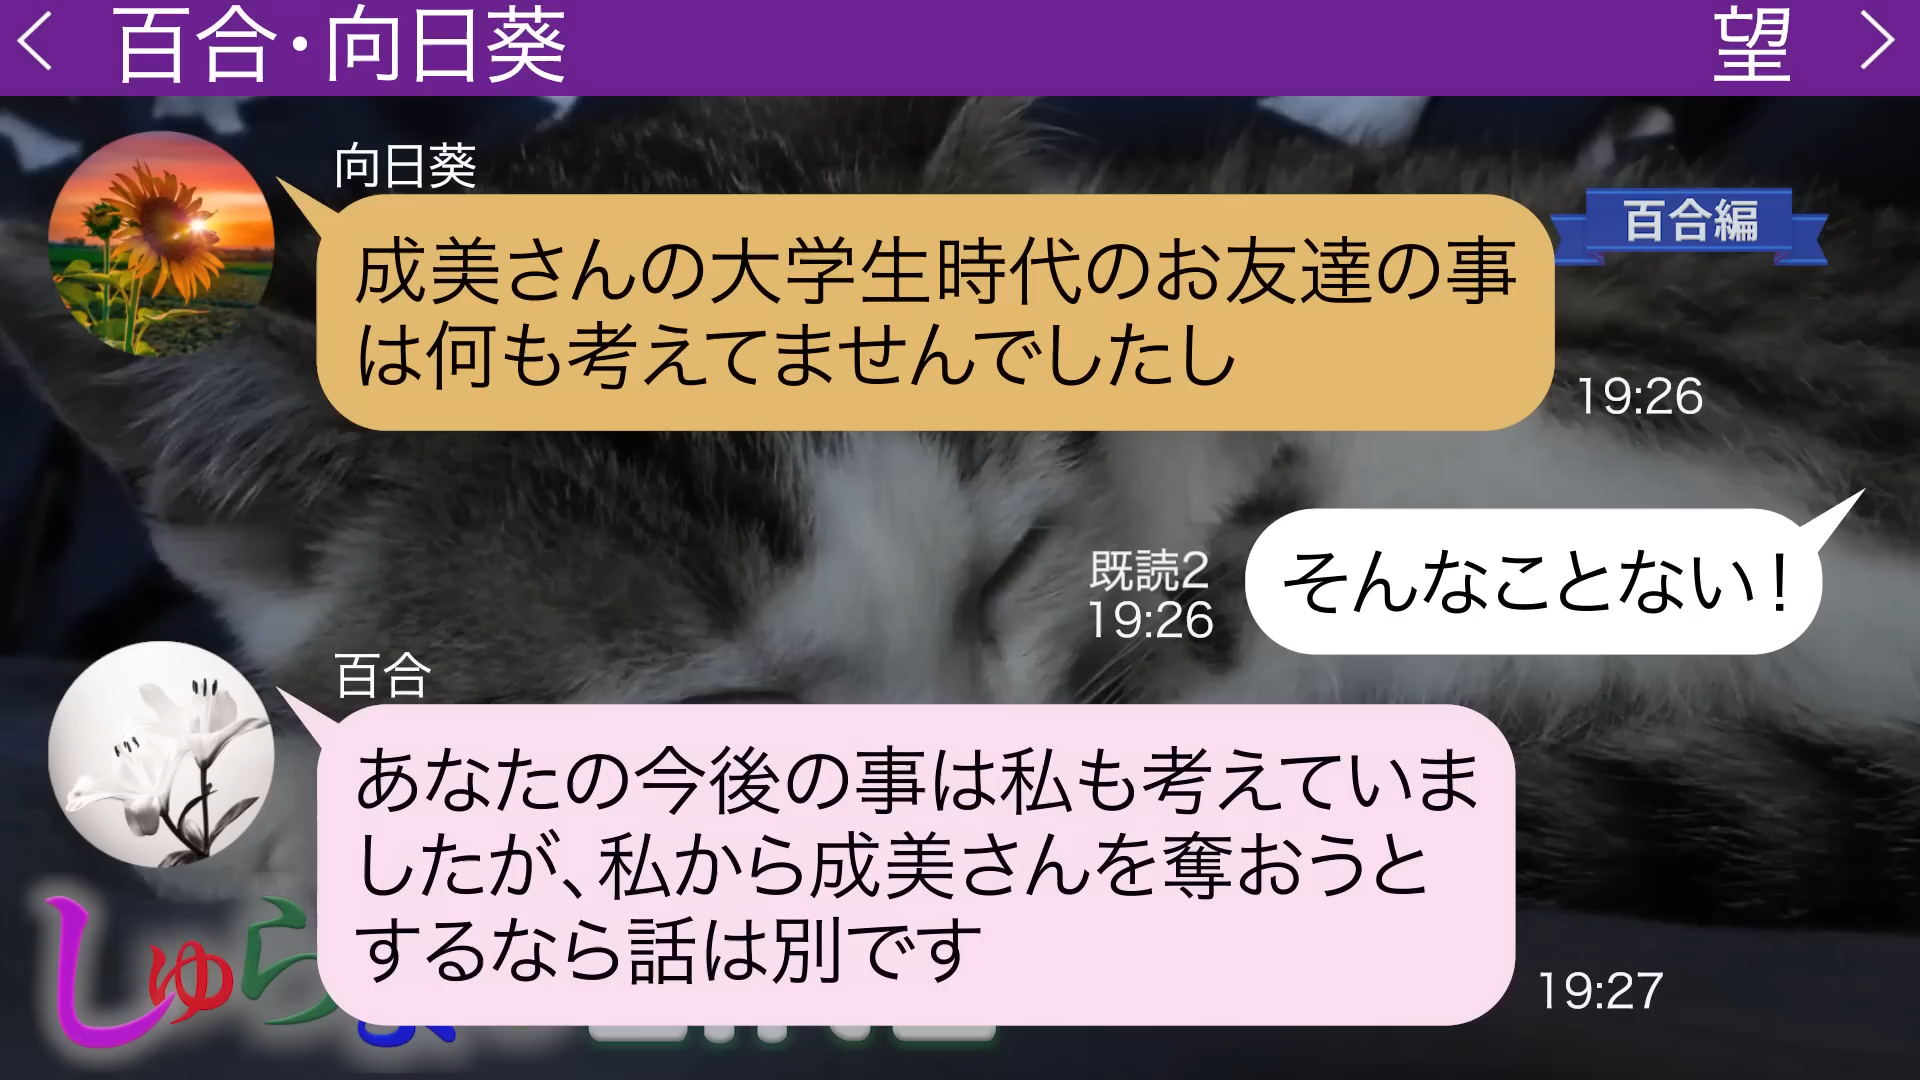 百合・向日葵
望
向日葵
百合編
成美さんの大学生時代のお友達の事
は何も考えてませんでしたし
19:26
そんなことない！
既読2
19:26
百合
あなたの今後の事は私も考えていま
したが、私から成美さんを奪おうと
するなら話は別です
19:27
しゅら